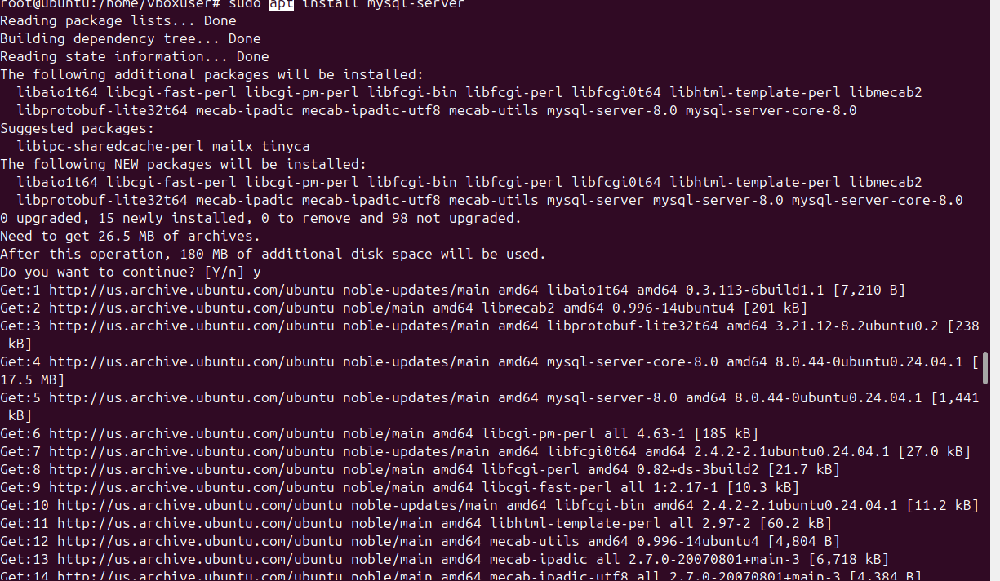 root@ubuntu:/home/vboxuser# sudo apt install mysql-server
Reading package lists... Done
Building dependency tree... Done
Reading state information... Done
The following additional packages will be installed:
  libaio1t64 libcgi-fast-perl libcgi-pm-perl libfcgi-bin libfcgi-perl libfcgi0t64 libhtml-template-perl libmecab2
  libprotobuf-lite32t64 mecab-ipadic mecab-ipadic-utf8 mecab-utils mysql-server-8.0 mysql-server-core-8.0
Suggested packages:
  libipc-sharedcache-perl mailx tinyca
The following NEW packages will be installed:
  libaio1t64 libcgi-fast-perl libcgi-pm-perl libfcgi-bin libfcgi-perl libfcgi0t64 libhtml-template-perl libmecab2
  libprotobuf-lite32t64 mecab-ipadic mecab-ipadic-utf8 mecab-utils mysql-server mysql-server-8.0 mysql-server-core-8.0
0 upgraded, 15 newly installed, 0 to remove and 98 not upgraded.
Need to get 26.5 MB of archives.
After this operation, 180 MB of additional disk space will be used.
Do you want to continue? [Y/n] y
Get:1 http://us.archive.ubuntu.com/ubuntu noble-updates/main amd64 libaio1t64 amd64 0.3.113-6build1.1 [7,210 B]
Get:2 http://us.archive.ubuntu.com/ubuntu noble/main amd64 libmecab2 amd64 0.996-14ubuntu4 [201 kB]
Get:3 http://us.archive.ubuntu.com/ubuntu noble-updates/main amd64 libprotobuf-lite32t64 amd64 3.21.12-8.2ubuntu0.2 [238
 kB]
Get:4 http://us.archive.ubuntu.com/ubuntu noble-updates/main amd64 mysql-server-core-8.0 amd64 8.0.44-0ubuntu0.24.04.1 [
17.5 MB]
Get:5 http://us.archive.ubuntu.com/ubuntu noble-updates/main amd64 mysql-server-8.0 amd64 8.0.44-0ubuntu0.24.04.1 [1,441
 kB]
Get:6 http://us.archive.ubuntu.com/ubuntu noble/main amd64 libcgi-pm-perl all 4.63-1 [185 kB]
Get:7 http://us.archive.ubuntu.com/ubuntu noble-updates/main amd64 libfcgi0t64 amd64 2.4.2-2.1ubuntu0.24.04.1 [27.0 kB]
Get:8 http://us.archive.ubuntu.com/ubuntu noble/main amd64 libfcgi-perl amd64 0.82+ds-3build2 [21.7 kB]
Get:9 http://us.archive.ubuntu.com/ubuntu noble/main amd64 libcgi-fast-perl all 1:2.17-1 [10.3 kB]
Get:10 http://us.archive.ubuntu.com/ubuntu noble-updates/main amd64 libfcgi-bin amd64 2.4.2-2.1ubuntu0.24.04.1 [11.2 kB]
Get:11 http://us.archive.ubuntu.com/ubuntu noble/main amd64 libhtml-template-perl all 2.97-2 [60.2 kB]
Get:12 http://us.archive.ubuntu.com/ubuntu noble/main amd64 mecab-utils amd64 0.996-14ubuntu4 [4,804 B]
Get:13 http://us.archive.ubuntu.com/ubuntu noble/main amd64 mecab-ipadic all 2.7.0-20070801+main-3 [6,718 kB]
Get:14 http://us.archive.ubuntu.com/ubuntu noble/main amd64 mecab-ipadic-utf8 all 2.7.0-20070801+main-3 [4,384 B]